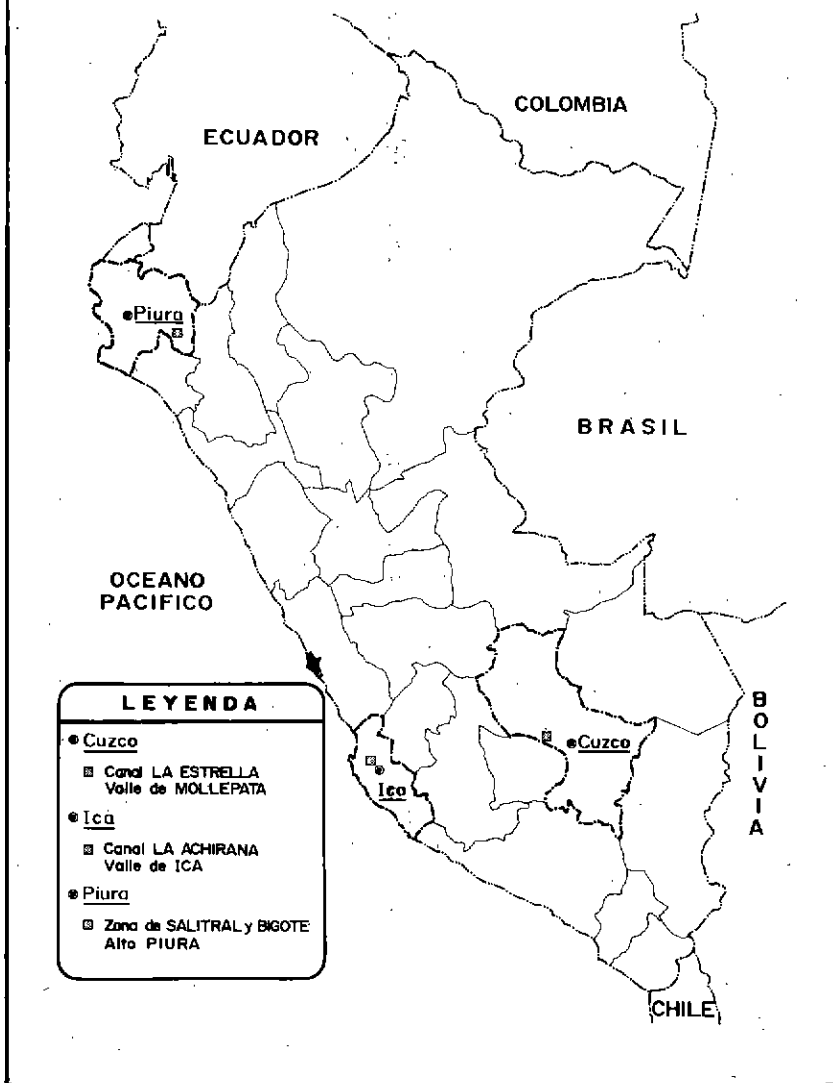 COLOMBIA
ECUADOR
Piura
BRASIL
OCEANO
PACIFICO
BOLIVIA
Cuzco
Ica
CHILE
LEYENDA
Cuzco
Canal LA ESTRELLA
Valle de MOLLEPATA
Ica
Canal LA ACHIRANA
Valle de ICA
Piura
Zona de SALITRAL y BIGOTE
Alto PIURA